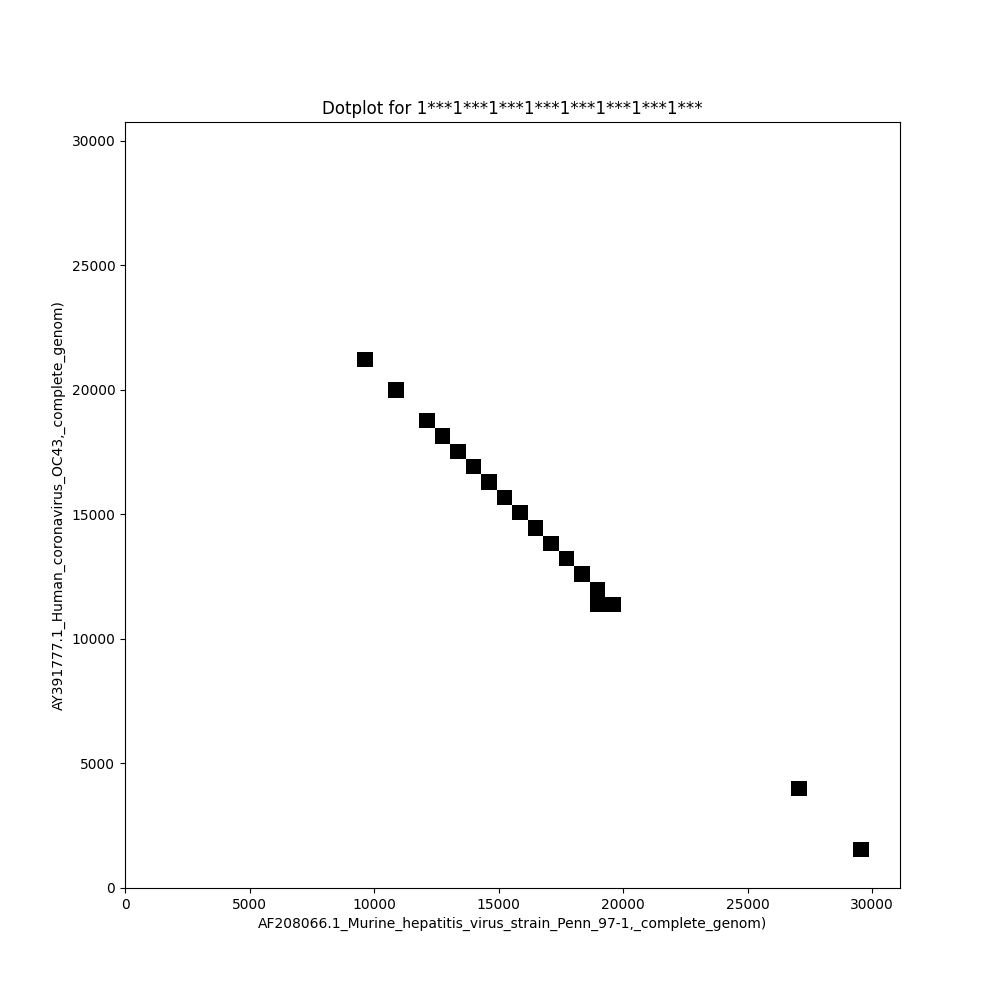 Dotplot for 1***1***1***1***1***1***1***1***
30000
25000
20000
15000
10000
5000
0
AY391777.1_Human_coronavirus_OC43,_complete_genom)
0 5000 10000 15000 20000 25000 30000
AF208066.1_Murine_hepatitis_virus_strain_Penn_97-1,_complete_genom)